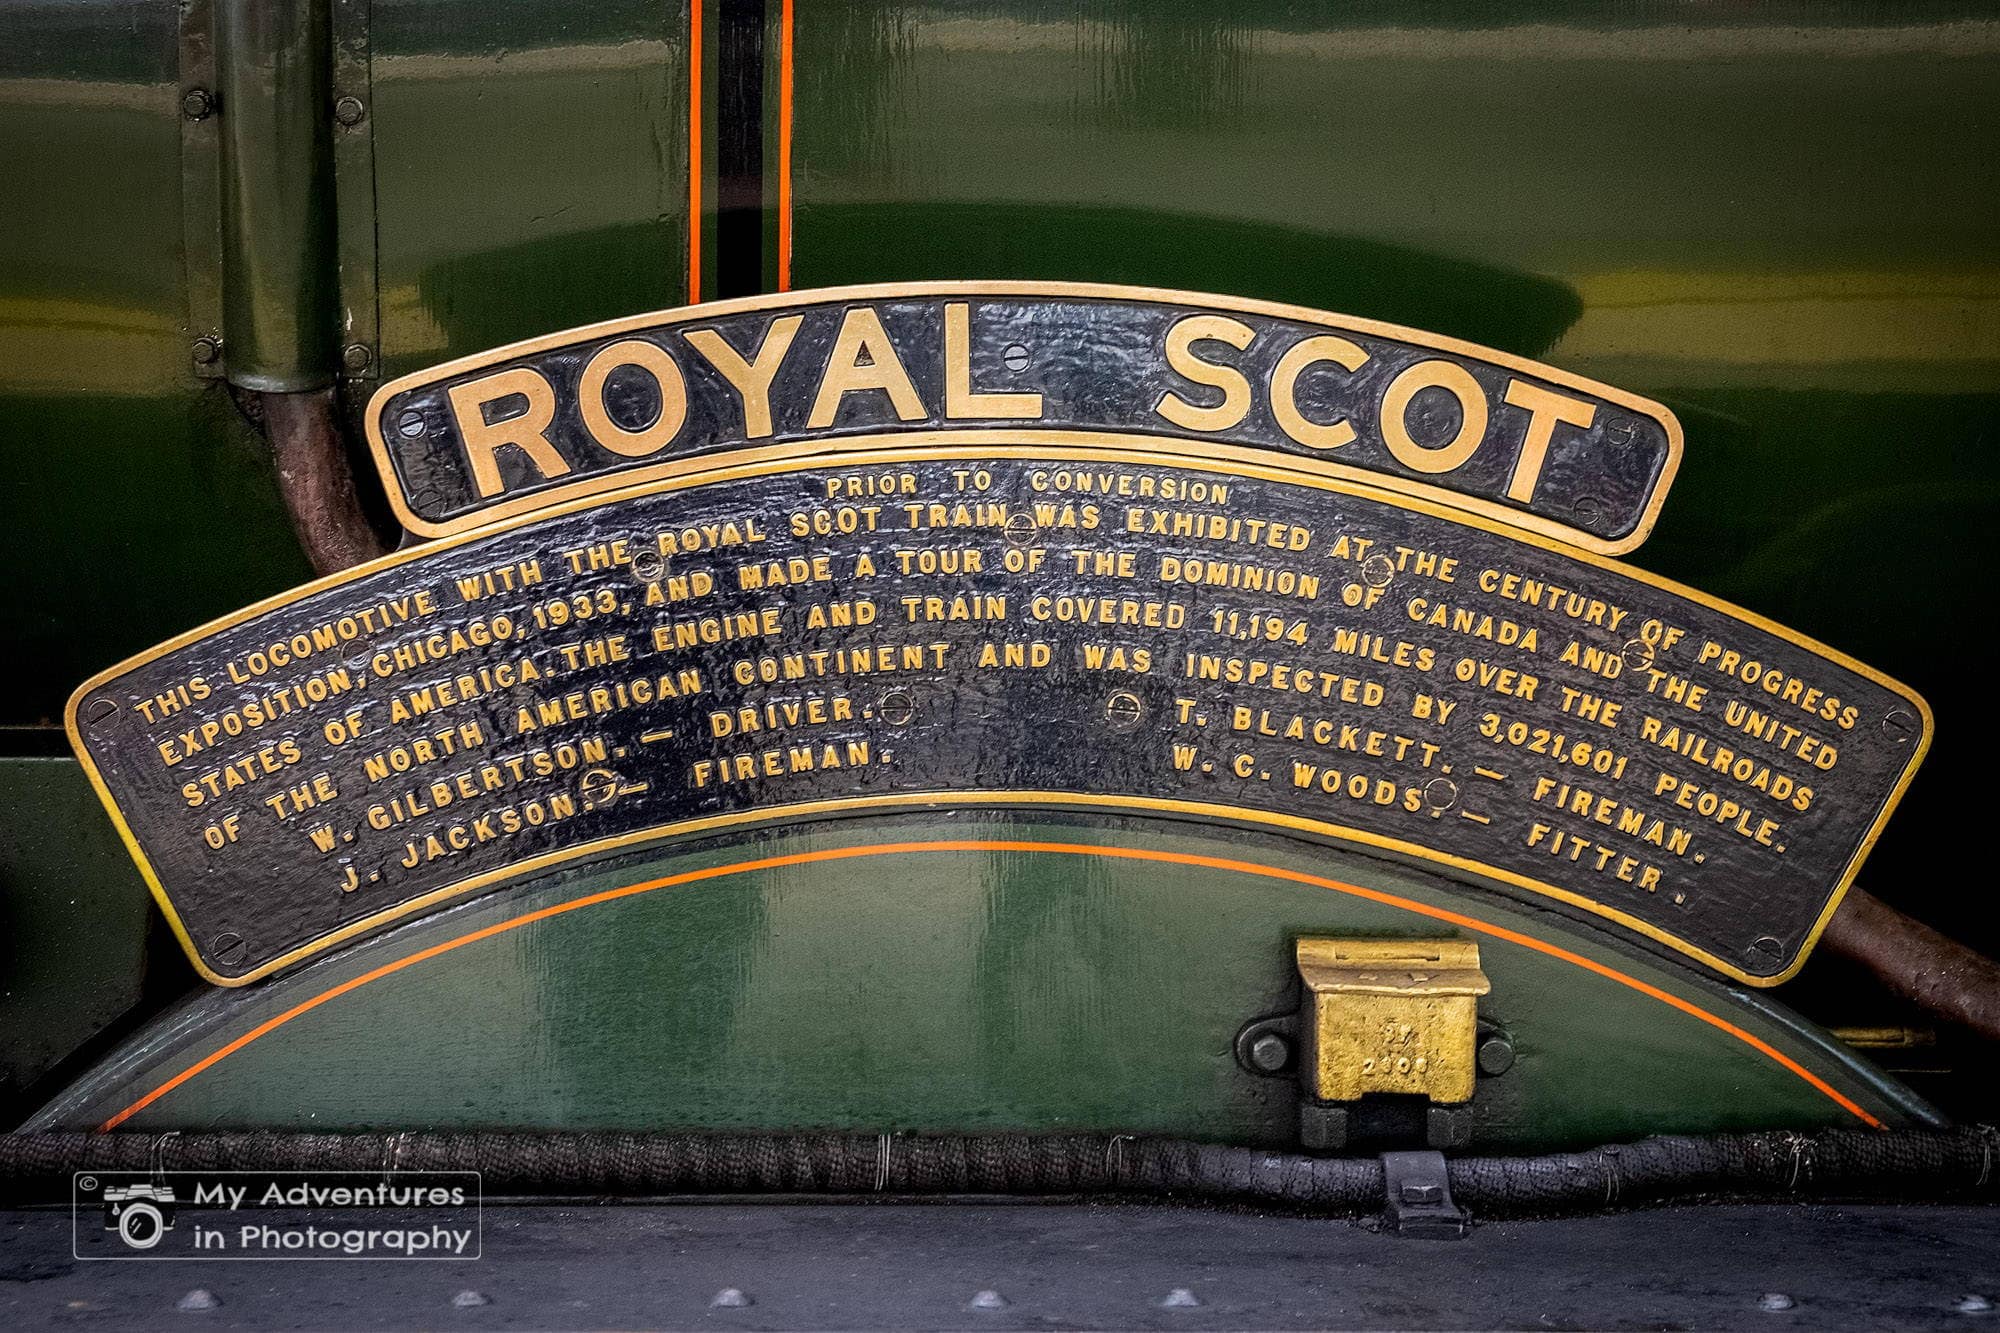 ROYAL SCOT
PRIOR TO CONVERSION
THIS LOCOMOTIVE WITH THE ROYAL SCOT TRAIN WAS EXHIBITED AT THE CENTURY OF PROGRESS
EXPOSITION, CHICAGO, 1933, AND MADE A TOUR OF THE DOMINION OF CANADA AND THE UNITED
STATES OF AMERICA. THE ENGINE AND TRAIN COVERED 11,194 MILES OVER THE RAILROADS
OF THE NORTH AMERICAN CONTINENT AND WAS INSPECTED BY 3,021,601 PEOPLE.
W. GILBERTSON. — DRIVER. T. BLACKETT. — FIREMAN.
J. JACKSON. — FIREMAN. W. C. WOODS. — FITTER.
© My Adventures
in Photography